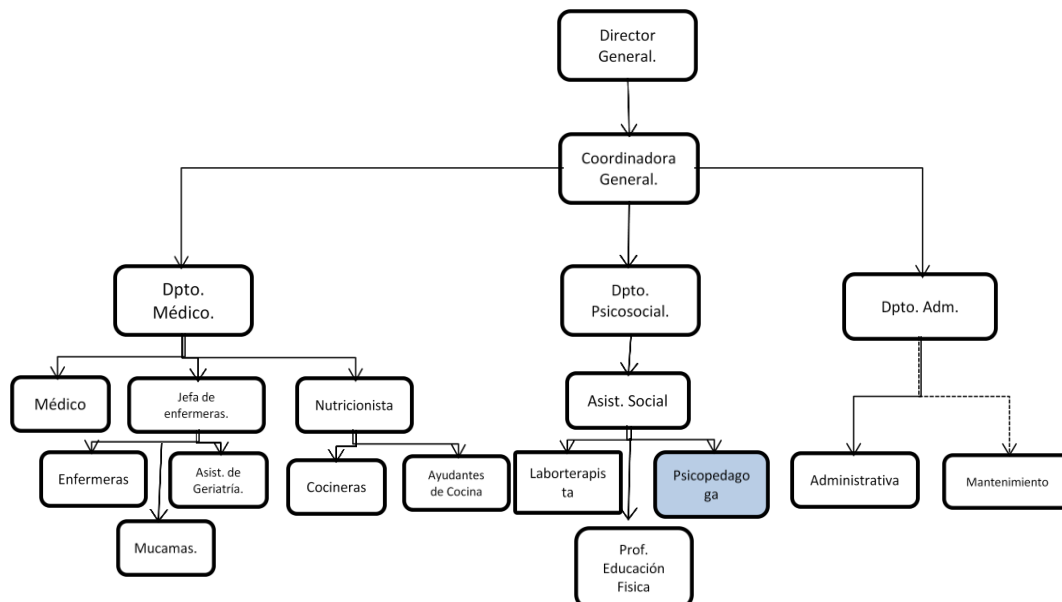 Director
General.
Coordinadora
General.
Dpto.
Médico.
Dpto.
Psicosocial.
Dpto. Adm.
Médico
Jefa de
enfermeras.
Nutricionista
Asist. Social
Enfermeras
Asist. de
Geriatría.
Cocineras
Ayudantes
de Cocina
Laborterapis
ta
Psicopedago
ga
Administrativa
Mantenimiento
Mucamas.
Prof.
Educación
Fisica